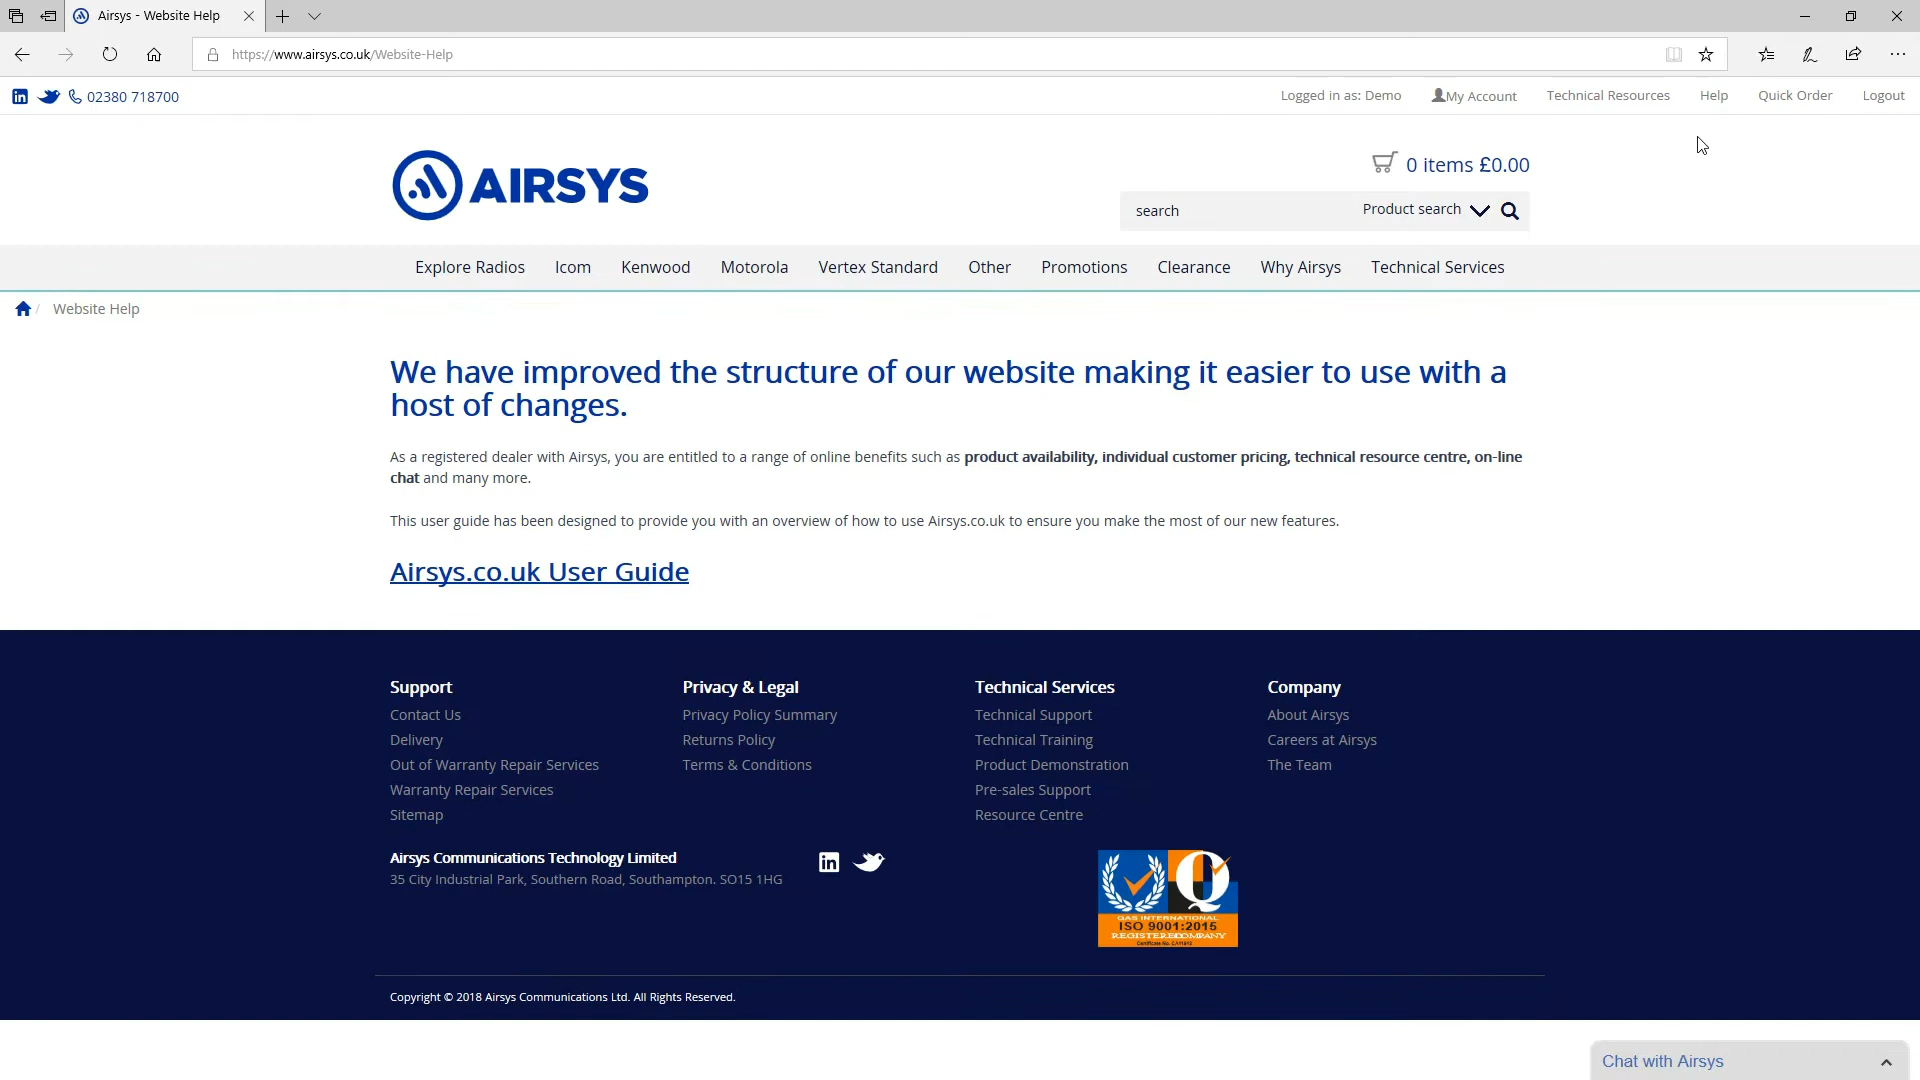 Airsys - Website Help
https://www.airsys.co.uk/Website-Help
02380 718700
Logged in as: Demo
My Account
Technical Resources
Help
Quick Order
Logout
AIRSYS
0 items £0.00
search
Product search
Explore Radios
Icom
Kenwood
Motorola
Vertex Standard
Other
Promotions
Clearance
Why Airsys
Technical Services
/ Website Help
We have improved the structure of our website making it easier to use with a
host of changes.
As a registered dealer with Airsys, you are entitled to a range of online benefits such as product availability, individual customer pricing, technical resource centre, on-line
chat and many more.
This user guide has been designed to provide you with an overview of how to use Airsys.co.uk to ensure you make the most of our new features.
Airsys.co.uk User Guide
Support
Contact Us
Delivery
Out of Warranty Repair Services
Warranty Repair Services
Sitemap
Privacy & Legal
Privacy Policy Summary
Returns Policy
Terms & Conditions
Technical Services
Technical Support
Technical Training
Product Demonstration
Pre-sales Support
Resource Centre
Company
About Airsys
Careers at Airsys
The Team
Airsys Communications Technology Limited
35 City Industrial Park, Southern Road, Southampton. SO15 1HG
in
Q
QAS INTERNATIONAL
ISO 9001:2015
REGISTERED COMPANY
Copyright © 2018 Airsys Communications Ltd. All Rights Reserved.
Chat with Airsys